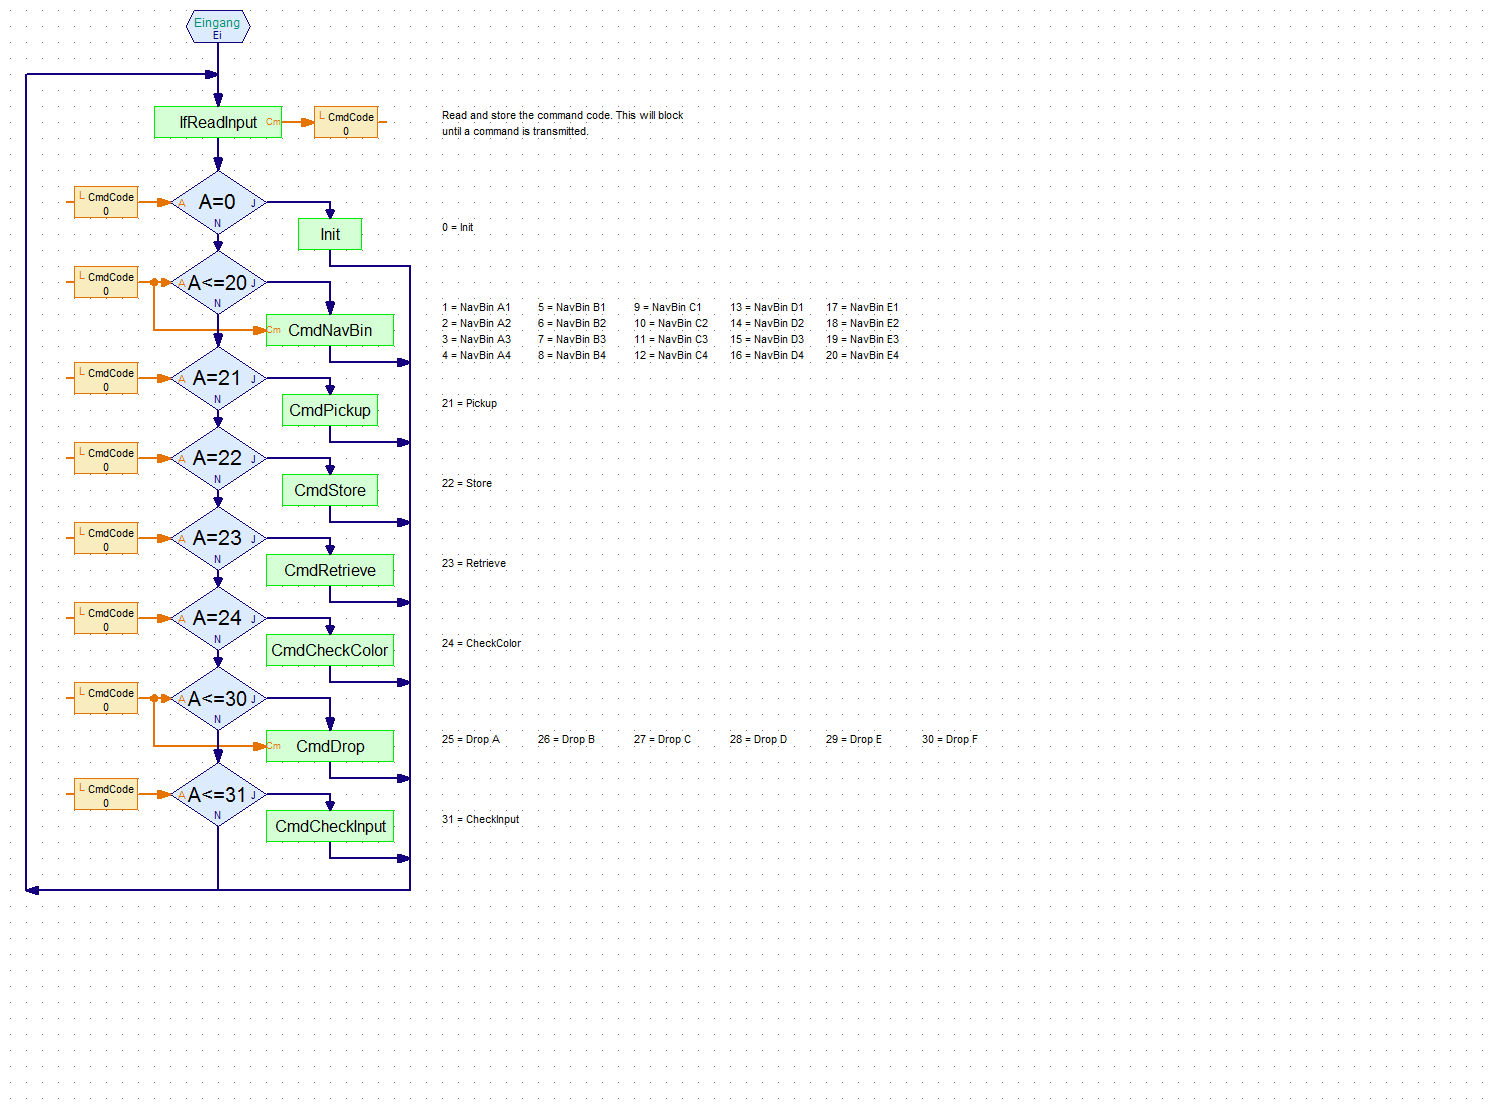 Eingang
Ei
IfReadInput Cm
L CmdCode
0
Read and store the command code. This will block
until a command is transmitted.
L CmdCode
0
A A=0 J
N
Init
0 = Init
L CmdCode
0
A A<=20 J
N
Cm CmdNavBin
1 = NavBin A1 5 = NavBin B1 9 = NavBin C1 13 = NavBin D1 17 = NavBin E1
2 = NavBin A2 6 = NavBin B2 10 = NavBin C2 14 = NavBin D2 18 = NavBin E2
3 = NavBin A3 7 = NavBin B3 11 = NavBin C3 15 = NavBin D3 19 = NavBin E3
4 = NavBin A4 8 = NavBin B4 12 = NavBin C4 16 = NavBin D4 20 = NavBin E4
L CmdCode
0
A A=21 J
N
CmdPickup
21 = Pickup
L CmdCode
0
A A=22 J
N
CmdStore
22 = Store
L CmdCode
0
A A=23 J
N
CmdRetrieve
23 = Retrieve
L CmdCode
0
A A=24 J
N
CmdCheckColor
24 = CheckColor
L CmdCode
0
A A<=30 J
N
Cm CmdDrop
25 = Drop A 26 = Drop B 27 = Drop C 28 = Drop D 29 = Drop E 30 = Drop F
L CmdCode
0
A A<=31 J
N
CmdCheckInput
31 = CheckInput